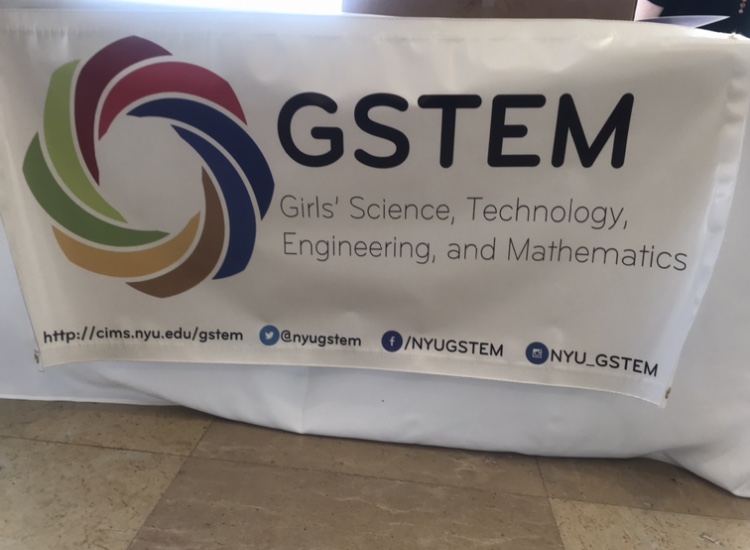 GSTEM
Girls' Science, Technology,
Engineering, and Mathematics
http://cims.nyu.edu/gstem @nyugstem /NYUGSTEM NYU_GSTEM